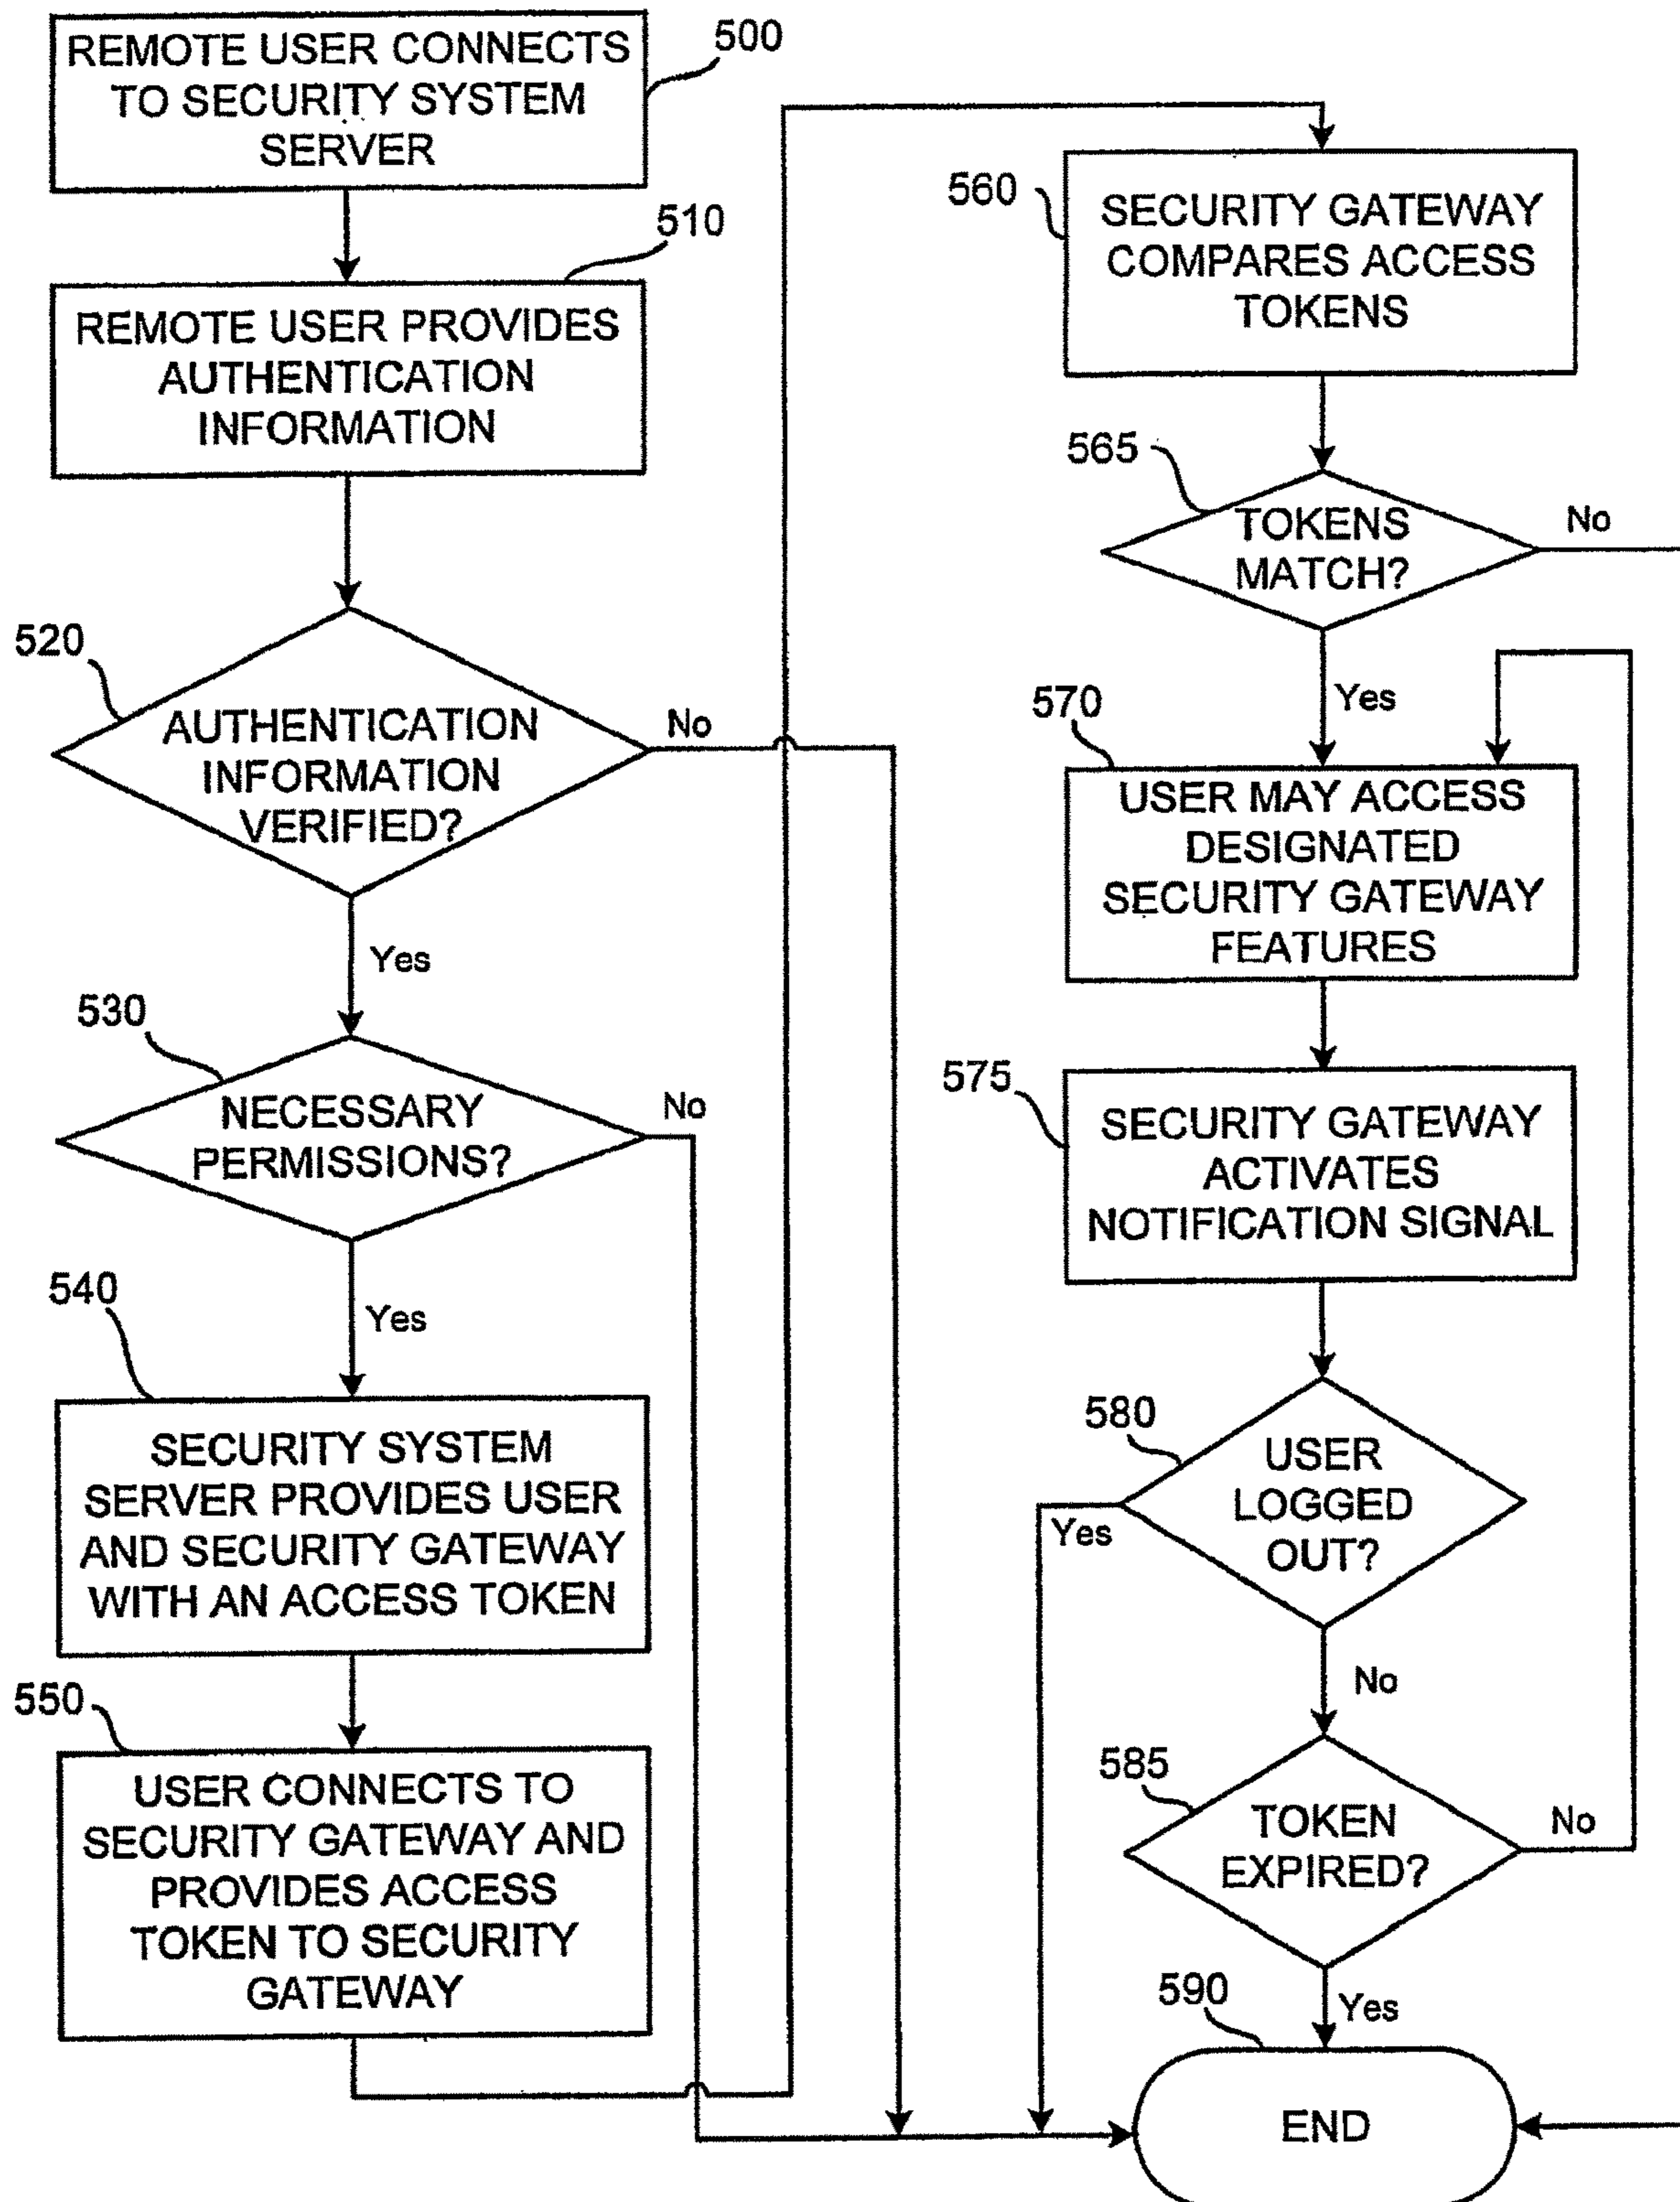 500
REMOTE USER CONNECTS
TO SECURITY SYSTEM
SERVER
510
REMOTE USER PROVIDES
AUTHENTICATION
INFORMATION
520
AUTHENTICATION
INFORMATION
VERIFIED?
No
Yes
530
NECESSARY
PERMISSIONS?
No
Yes
540
SECURITY SYSTEM
SERVER PROVIDES USER
AND SECURITY GATEWAY
WITH AN ACCESS TOKEN
550
USER CONNECTS TO
SECURITY GATEWAY AND
PROVIDES ACCESS
TOKEN TO SECURITY
GATEWAY
560
SECURITY GATEWAY
COMPARES ACCESS
TOKENS
565
TOKENS
MATCH?
No
Yes
570
USER MAY ACCESS
DESIGNATED
SECURITY GATEWAY
FEATURES
575
SECURITY GATEWAY
ACTIVATES
NOTIFICATION SIGNAL
580
USER
LOGGED
OUT?
Yes
No
585
TOKEN
EXPIRED?
No
Yes
590
END